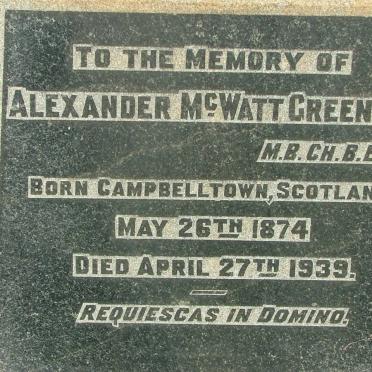 TO THE MEMORY OF
ALEXANDER MCWATT GREEN
M.B. CH.B.E
BORN CAMPBELLTOWN, SCOTLAN
MAY 26TH 1874
DIED APRIL 27TH 1939.
REQUIESCAS IN DOMINO.